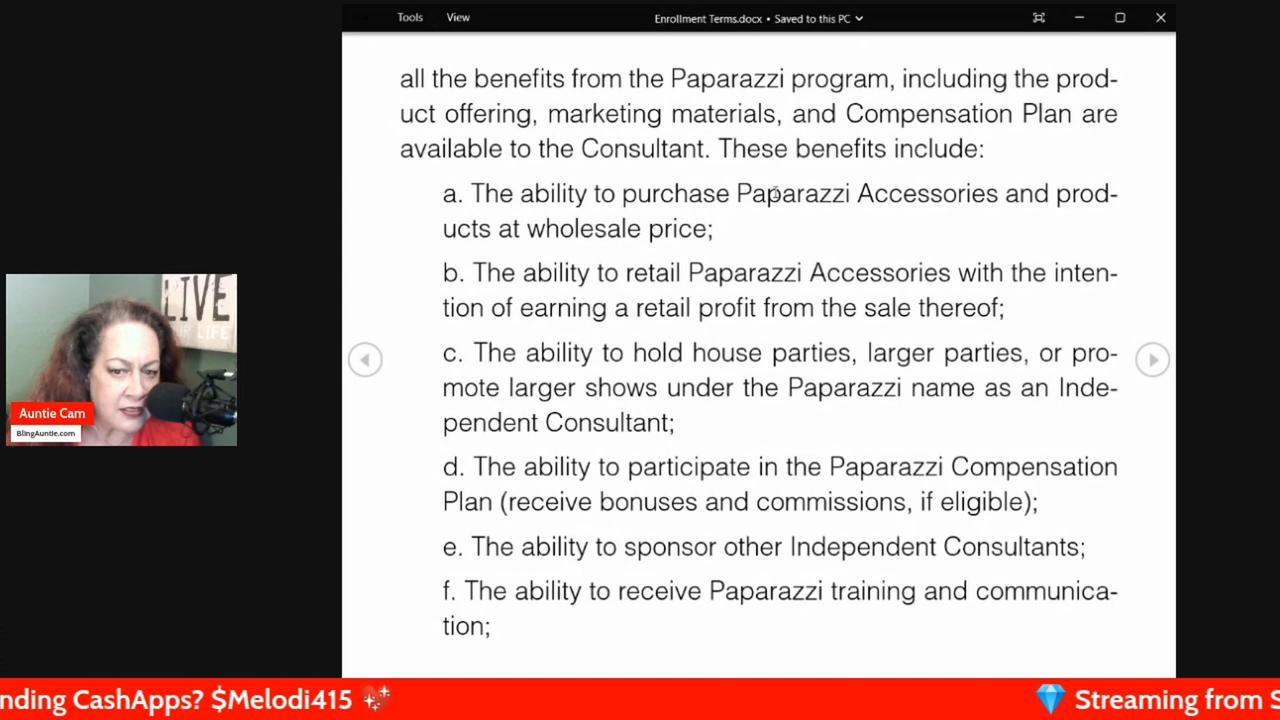 Tools View Enrollment Terms.docx • Saved to this PC
all the benefits from the Paparazzi program, including the prod-
uct offering, marketing materials, and Compensation Plan are
available to the Consultant. These benefits include:
a. The ability to purchase Paparazzi Accessories and prod-
ucts at wholesale price;
b. The ability to retail Paparazzi Accessories with the inten-
tion of earning a retail profit from the sale thereof;
c. The ability to hold house parties, larger parties, or pro-
mote larger shows under the Paparazzi name as an Inde-
pendent Consultant;
d. The ability to participate in the Paparazzi Compensation
Plan (receive bonuses and commissions, if eligible);
e. The ability to sponsor other Independent Consultants;
f. The ability to receive Paparazzi training and communica-
tion;
LIVE
UR LIFE
Auntie Cam
BlingAuntie.com
nding CashApps? $Melodi415 💖 💎 Streaming from S